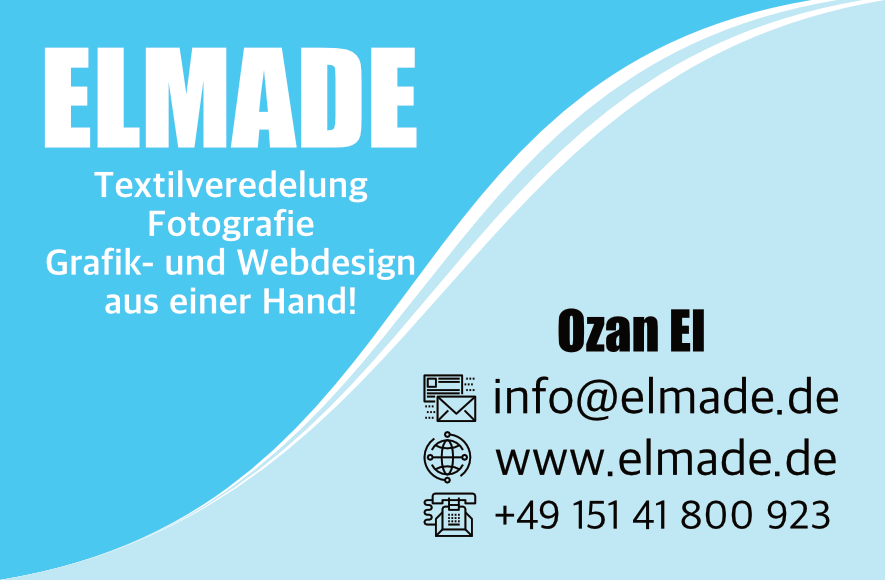 ELMADE
Textilveredelung
Fotografie
Grafik- und Webdesign
aus einer Hand!
Ozan El
info@elmade.de
www.elmade.de
+49 151 41 800 923